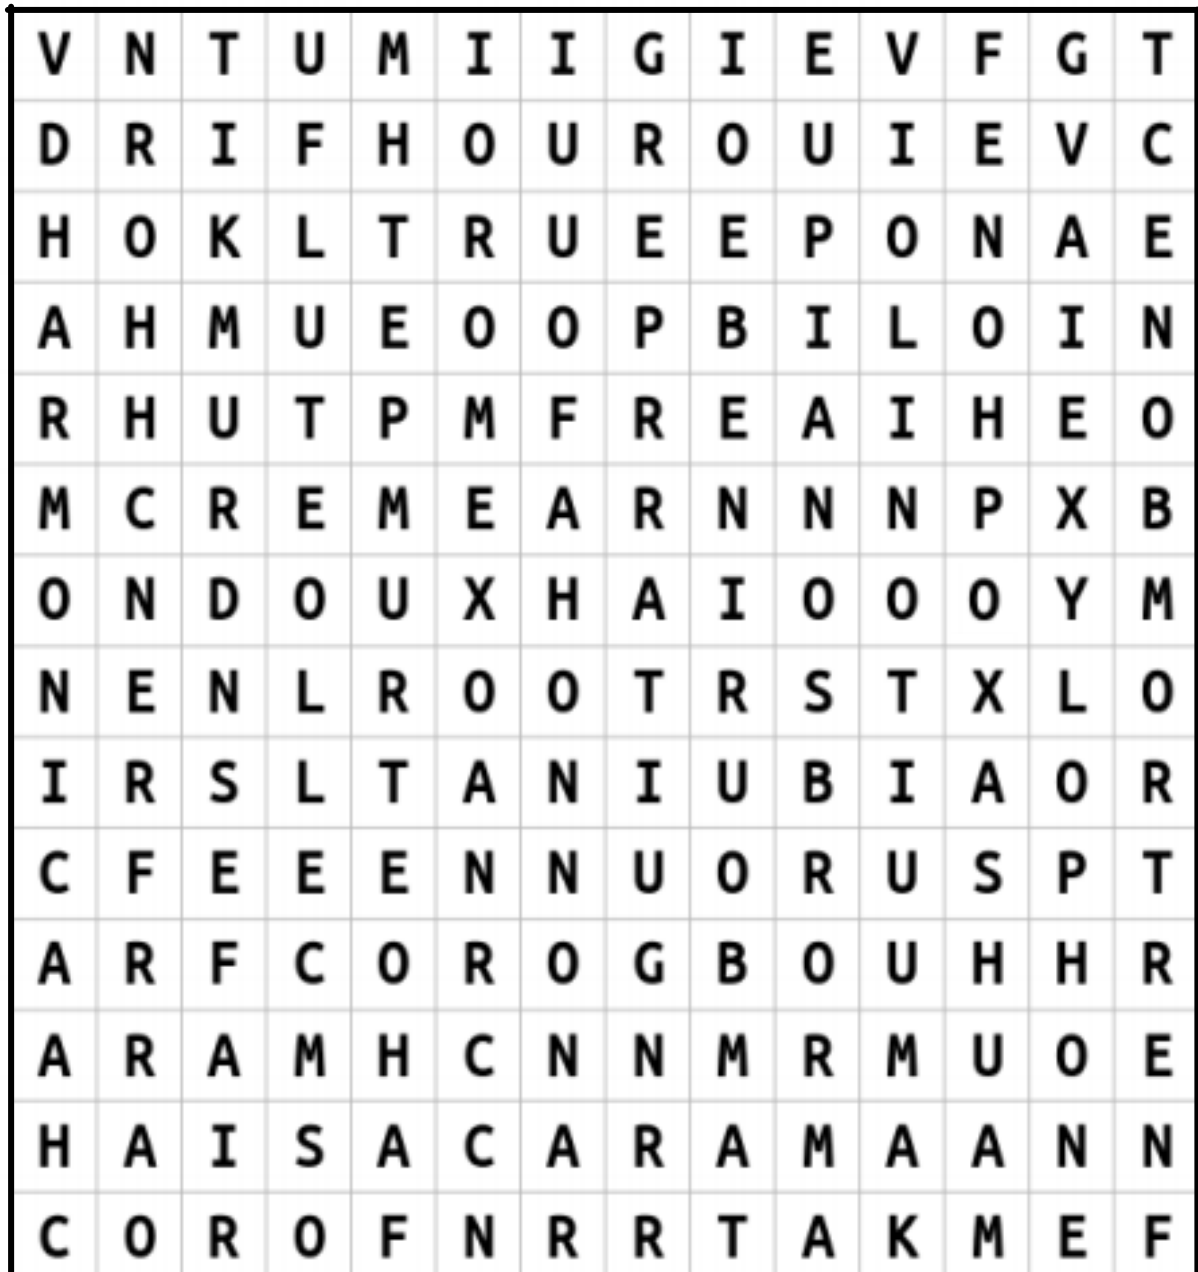 V N T U M I I G I E V F G T
D R I F H O U R O U I E V C
H O K L T R U E E P O N A E
A H M U E O O P B I L O I N
R H U T P M F R E A I H E O
M C R E M E A R N N N P X B
O N D O U X H A I O O O Y M
N E N L R O O T R S T X L O
I R S L T A N I U B I A O R
C F E E E N N U O R U S P T
A R F C O R O G B O U H H R
A R A M H C N N M R M U O E
H A I S A C A R A M A A N N
C O R O F N R R T A K M E F